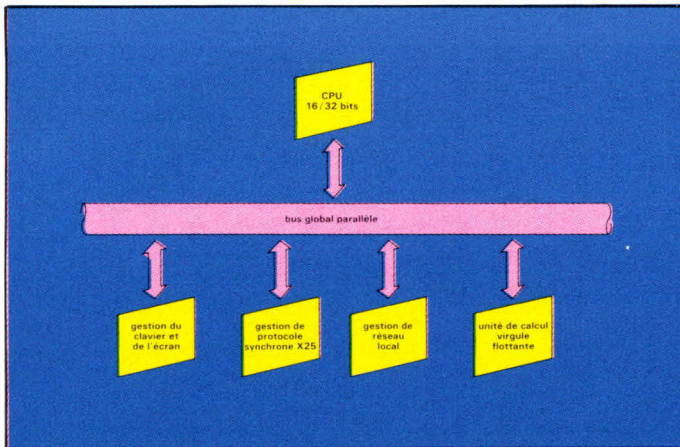 CPU
16/32 bits
bus global parallèle
gestion du
clavier et
de l'écran
gestion de
protocole
synchrone X25
gestion de
réseau
local
unité de calcul
virgule
flottante